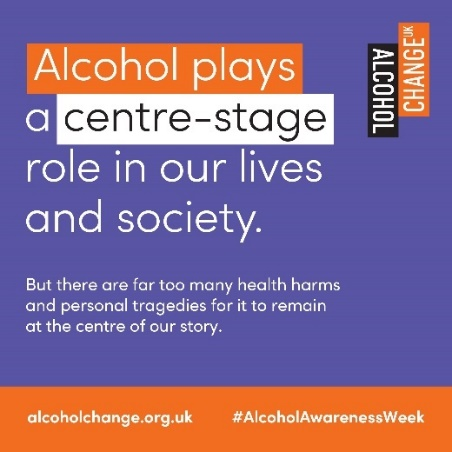 Alcohol plays
a centre-stage
role in our lives
and society.
ALCOHOL
CHANGE UK
But there are far too many health harms
and personal tragedies for it to remain
at the centre of our story.
alcoholchange.org.uk #AlcoholAwarenessWeek